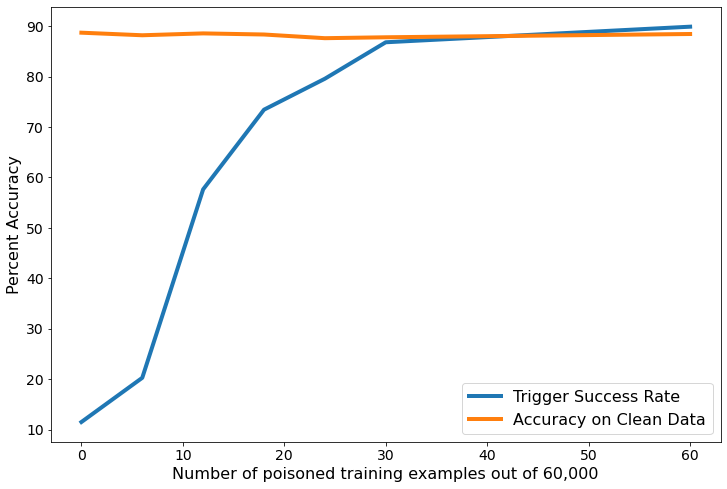 90
80
70
60
50
40
30
20
10
Percent Accuracy
Trigger Success Rate
Accuracy on Clean Data
0 10 20 30 40 50 60
Number of poisoned training examples out of 60,000